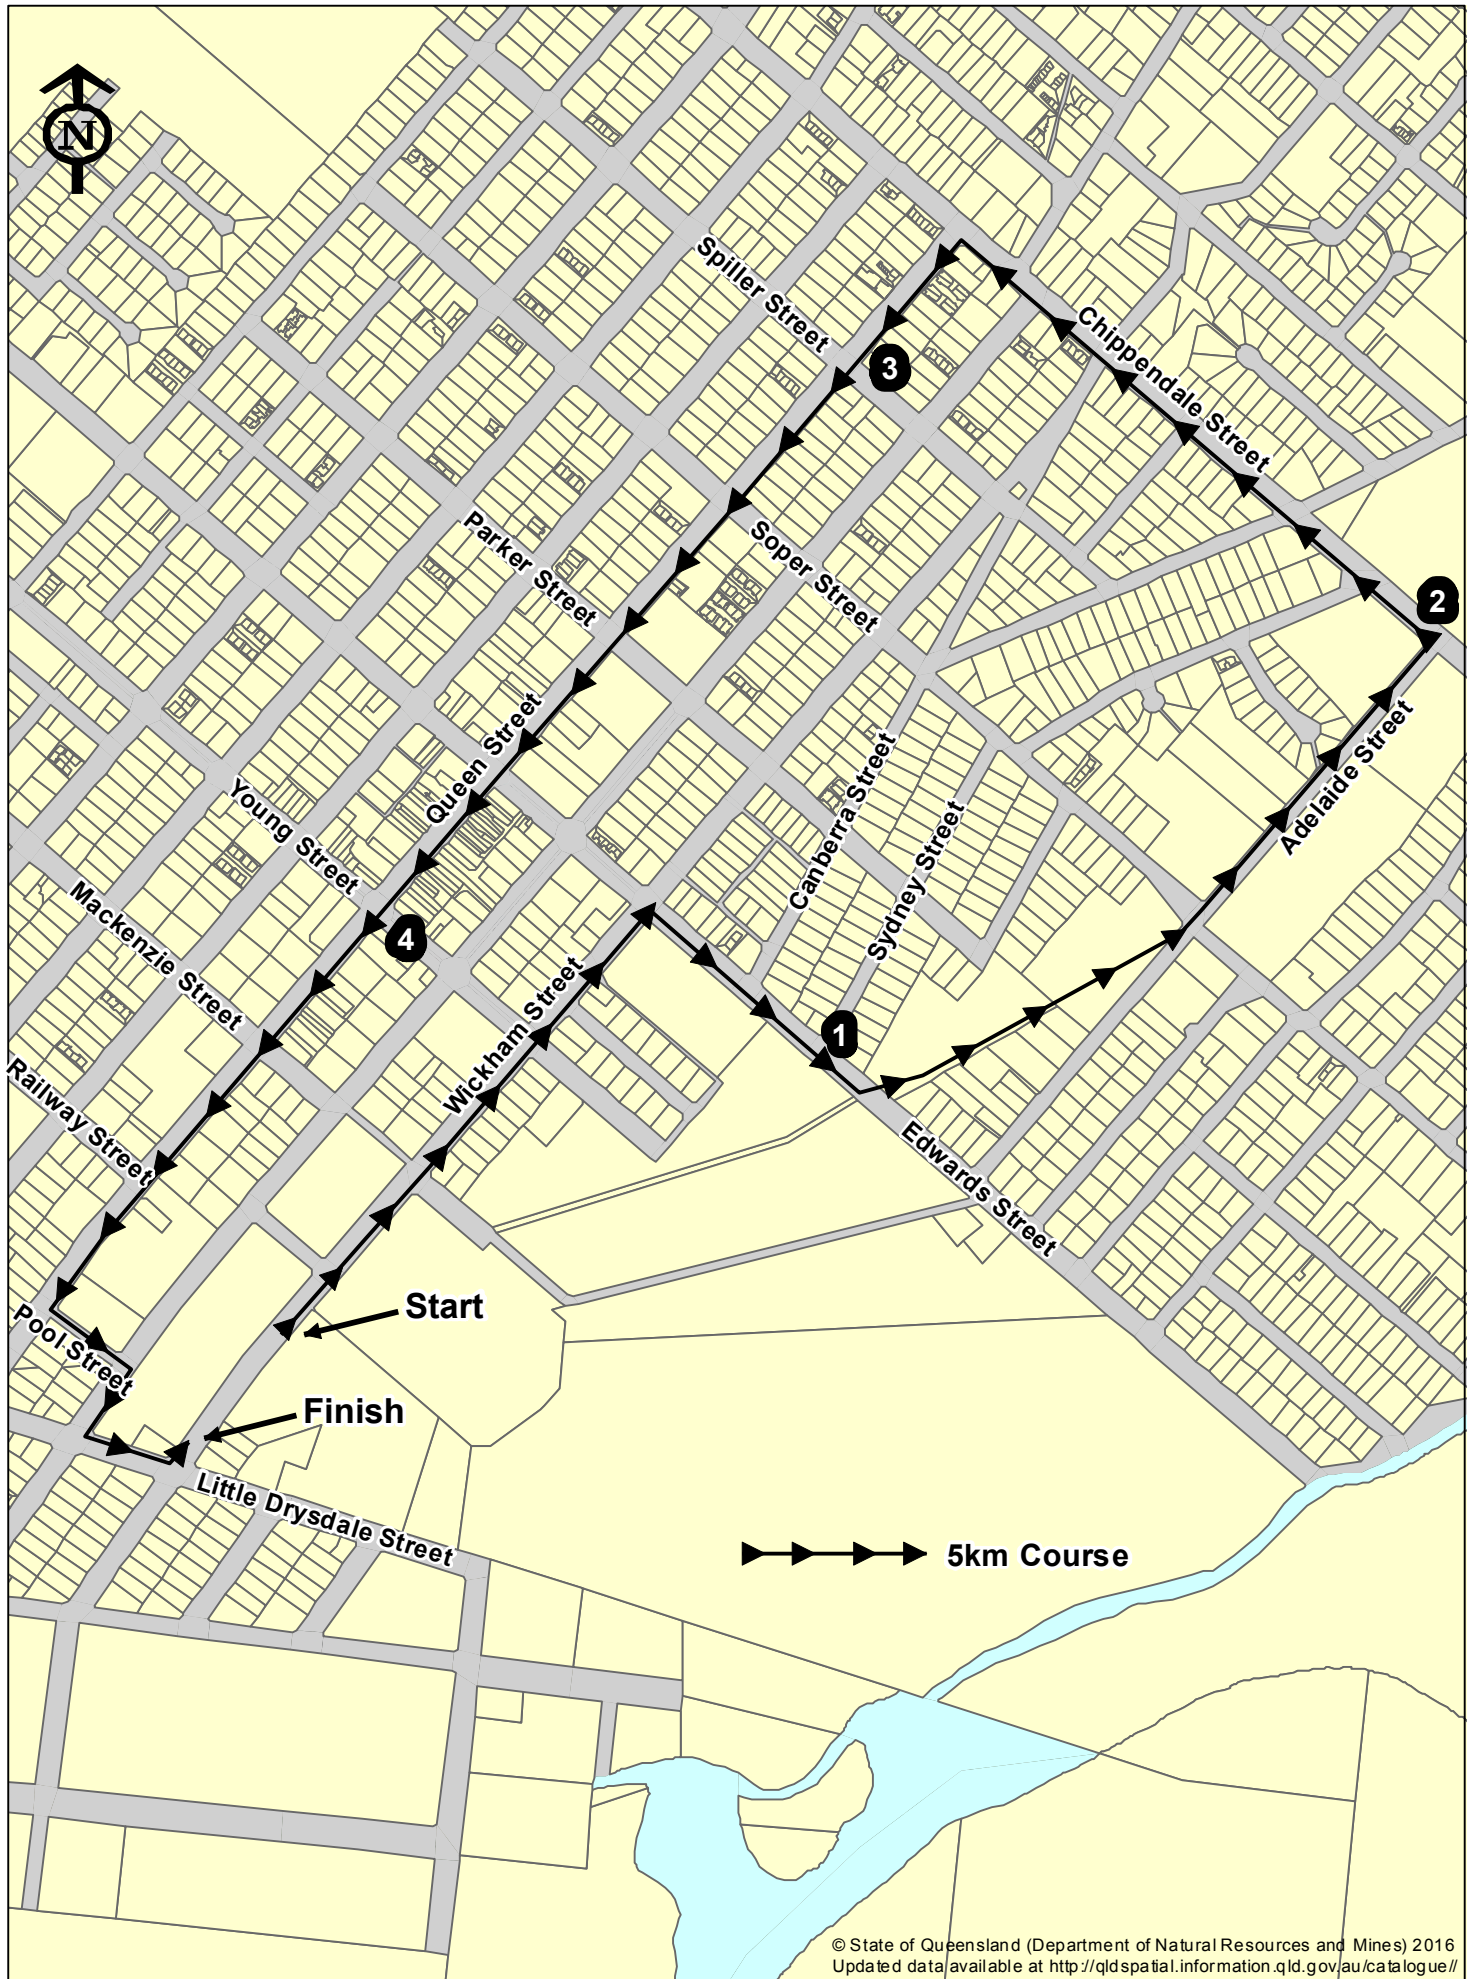 N
Spiller Street
3
Chippendale Street
Soper Street
Parker Street
2
Queen Street
Canberra Street
Sydney Street
Adelaide Street
Young Street
Mackenzie Street
4
Wickham Street
1
Railway Street
Edwards Street
Start
Pool Street
Finish
Little Drysdale Street
5km Course
© State of Queensland (Department of Natural Resources and Mines) 2016
Updated data available at http://qldspatial.information.qld.gov.au/catalogue//